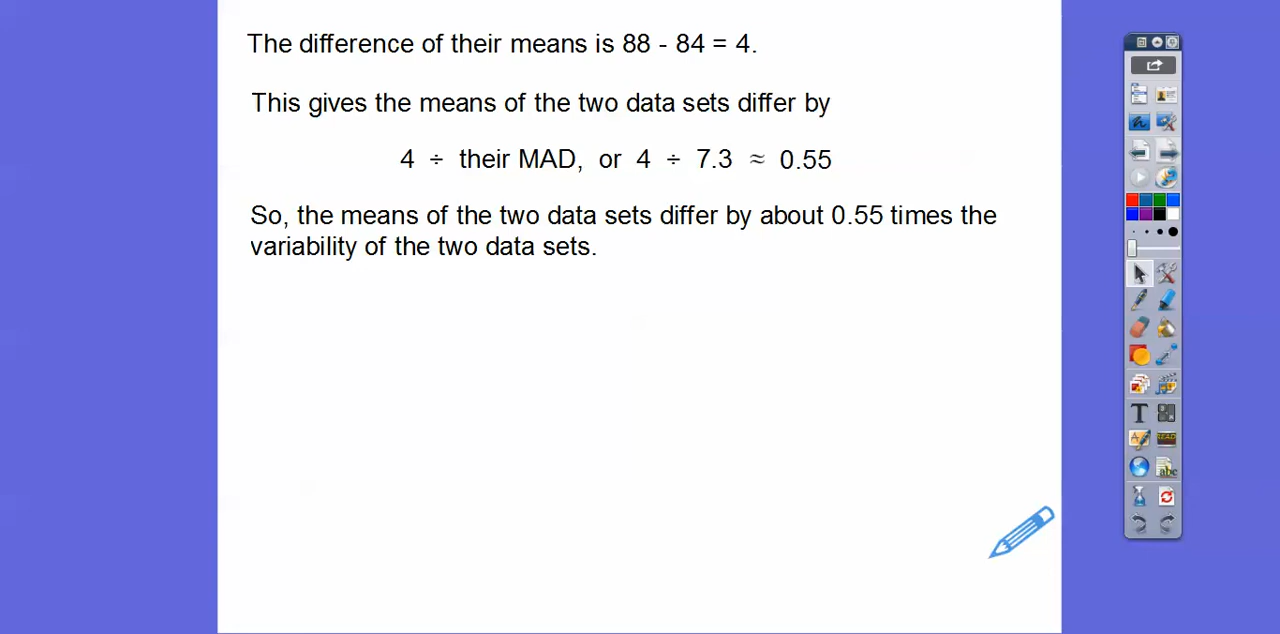 The difference of their means is 88 - 84 = 4.
This gives the means of the two data sets differ by
4 ÷ their MAD, or 4 ÷ 7.3 ≈ 0.55
So, the means of the two data sets differ by about 0.55 times the
variability of the two data sets.